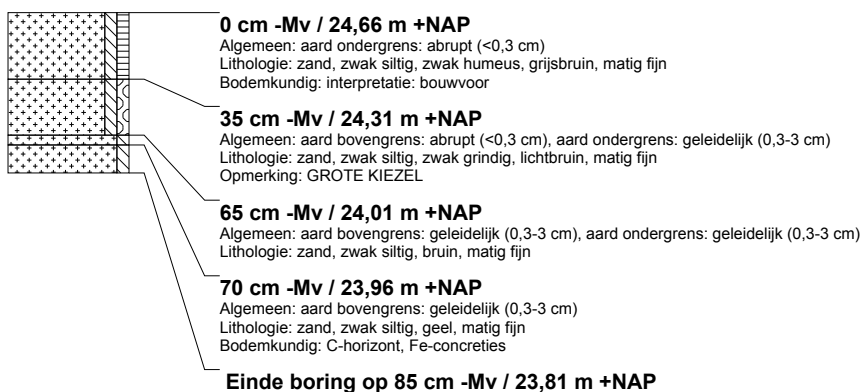 0 cm -Mv / 24,66 m +NAP
Algemeen: aard ondergrens: abrupt (<0,3 cm)
Lithologie: zand, zwak siltig, zwak humeus, grijsbruin, matig fijn
Bodemkundig: interpretatie: bouwvoor
35 cm -Mv / 24,31 m +NAP
Algemeen: aard bovengrens: abrupt (<0,3 cm), aard ondergrens: geleidelijk (0,3-3 cm)
Lithologie: zand, zwak siltig, zwak grindig, lichtbruin, matig fijn
Opmerking: GROTE KIEZEL
65 cm -Mv / 24,01 m +NAP
Algemeen: aard bovengrens: geleidelijk (0,3-3 cm), aard ondergrens: geleidelijk (0,3-3 cm)
Lithologie: zand, zwak siltig, bruin, matig fijn
70 cm -Mv / 23,96 m +NAP
Algemeen: aard bovengrens: geleidelijk (0,3-3 cm)
Lithologie: zand, zwak siltig, geel, matig fijn
Bodemkundig: C-horizont, Fe-concreties
Einde boring op 85 cm -Mv / 23,81 m +NAP